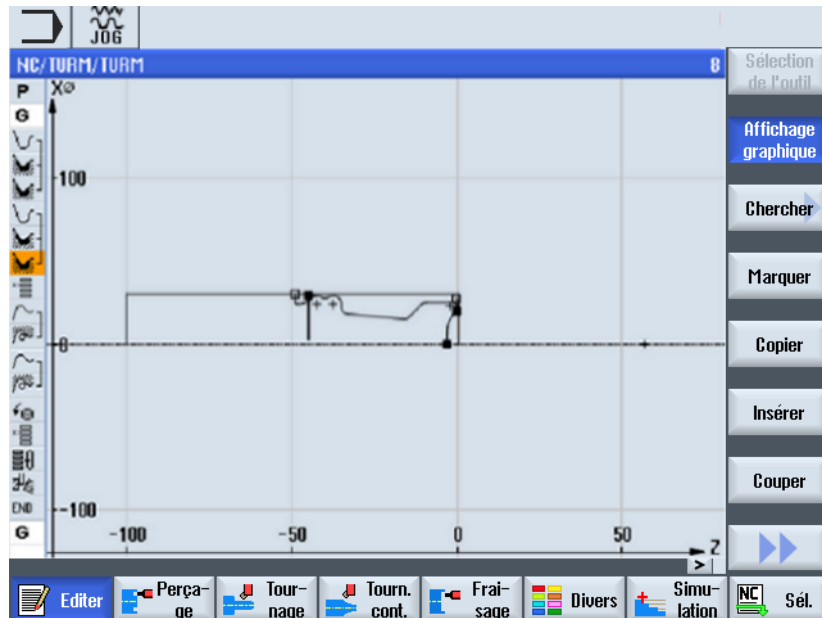 JOG
NC/TURM/TURM 8
P XØ
G
100
0
-100
END
G -100 -50 0 50 Z
>
Sélection
de l'outil
Affichage
graphique
Chercher
Marquer
Copier
Insérer
Couper
Editer
Perça-
ge
Tour-
nage
Tourn.
cont.
Frai-
sage
Divers
Simu-
lation
NC
Sél.